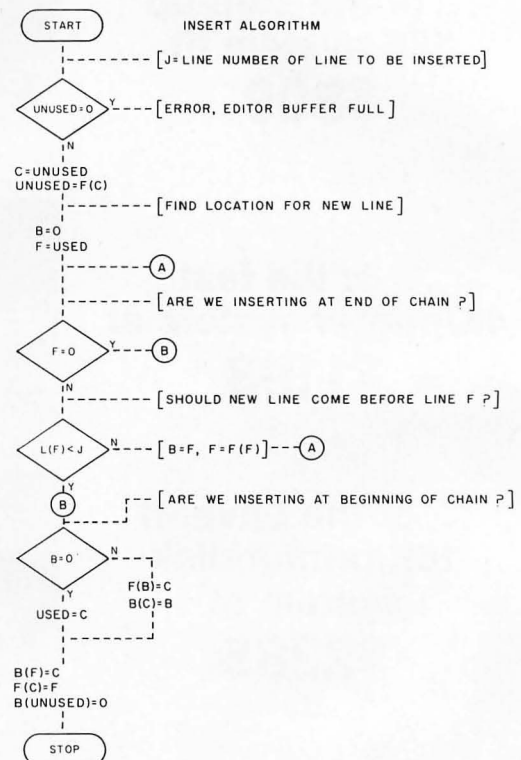 START
INSERT ALGORITHM
[J=LINE NUMBER OF LINE TO BE INSERTED]
UNUSED=0
Y
[ERROR, EDITOR BUFFER FULL]
N
C=UNUSED
UNUSED=F(C)
[FIND LOCATION FOR NEW LINE]
B=0
F=USED
A
[ARE WE INSERTING AT END OF CHAIN ?]
F=0
Y
B
N
[SHOULD NEW LINE COME BEFORE LINE F ?]
L(F)<J
N
[B=F, F=F(F)]
A
Y
B
[ARE WE INSERTING AT BEGINNING OF CHAIN ?]
B=0
N
Y
F(B)=C
B(C)=B
USED=C
B(F)=C
F(C)=F
B(UNUSED)=0
STOP